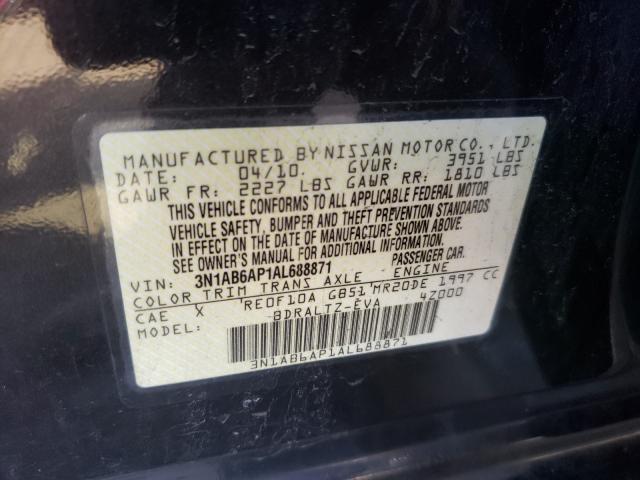 MANUFACTURED BY NISSAN MOTOR CO., LTD.
DATE: 04/10. GVWR: 3951 LBS
GAWR FR: 2227 LBS GAWR RR: 1810 LBS
THIS VEHICLE CONFORMS TO ALL APPLICABLE FEDERAL MOTOR
VEHICLE SAFETY, BUMPER AND THEFT PREVENTION STANDARDS
IN EFFECT ON THE DATE OF MANUFACTURE SHOWN ABOVE.
SEE OWNER'S MANUAL FOR ADDITIONAL INFORMATION.
VIN: 3N1AB6AP1AL688871 PASSENGER CAR.
COLOR TRIM TRANS AXLE ENGINE
CAE X RE0F10A GB51 MR20DE 1997 CC
BDRALTZ-EVA 4Z000
3N1AB6AP1AL688871